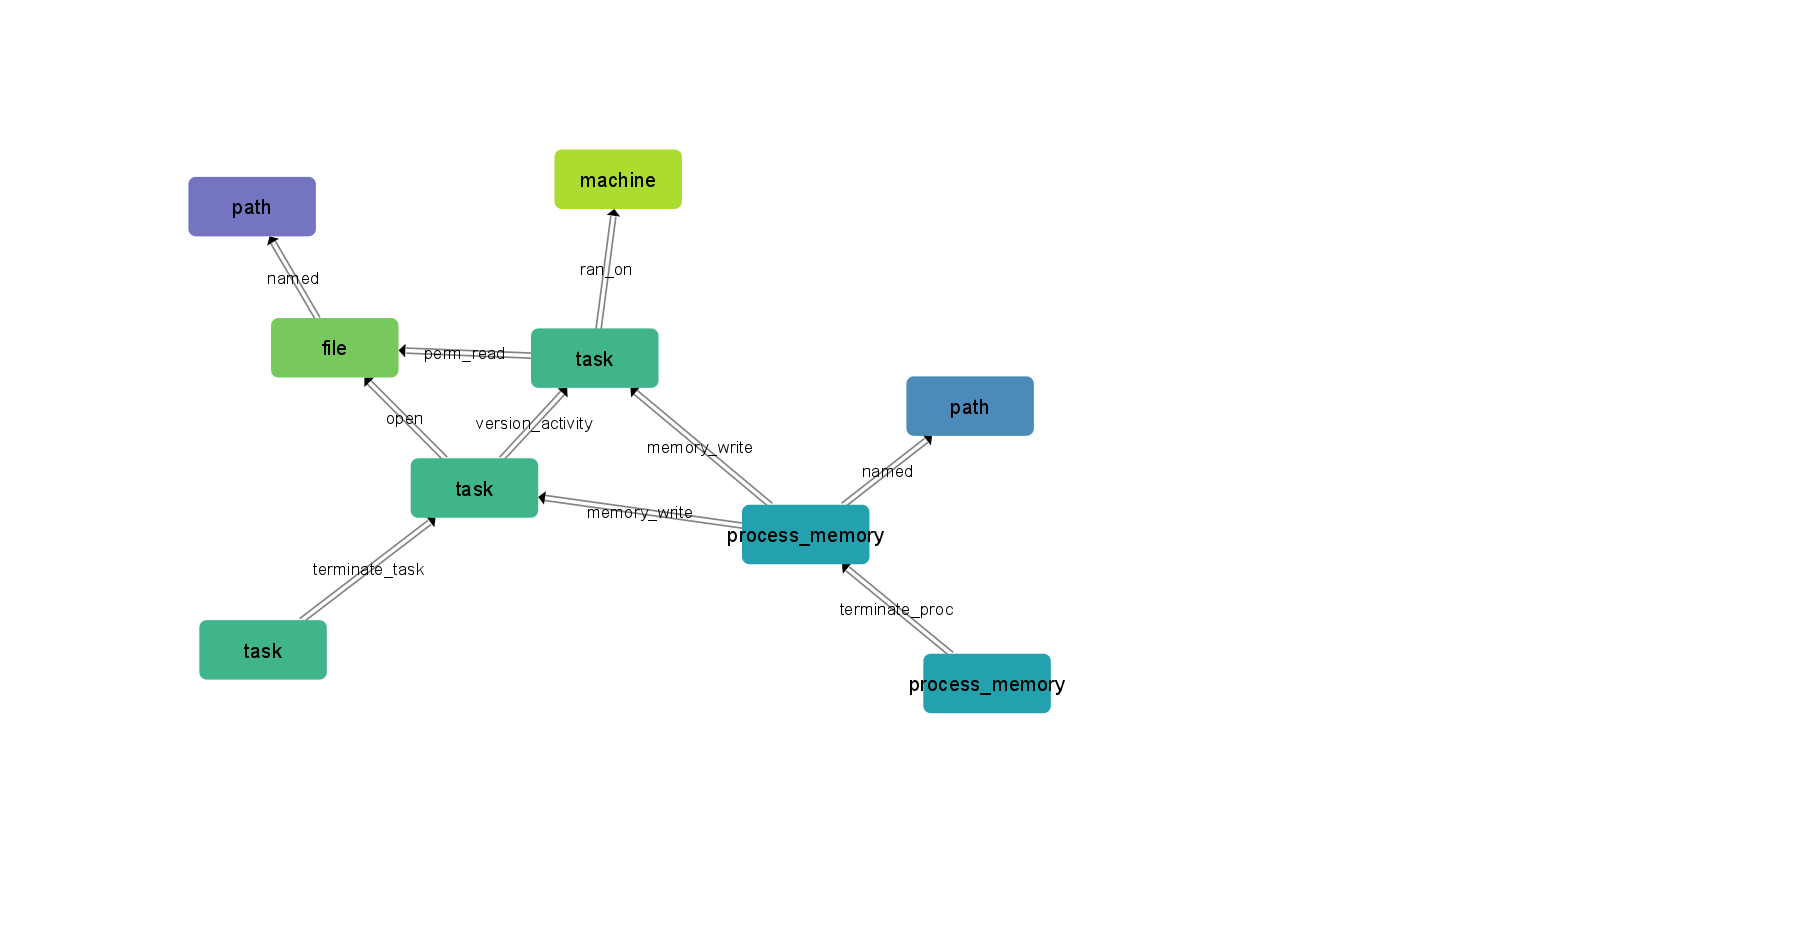 machine
path
ran_on
named
file
perm_read
task
path
open
version_activity
memory_write
named
task
memory_write
process_memory
terminate_task
terminate_proc
task
process_memory